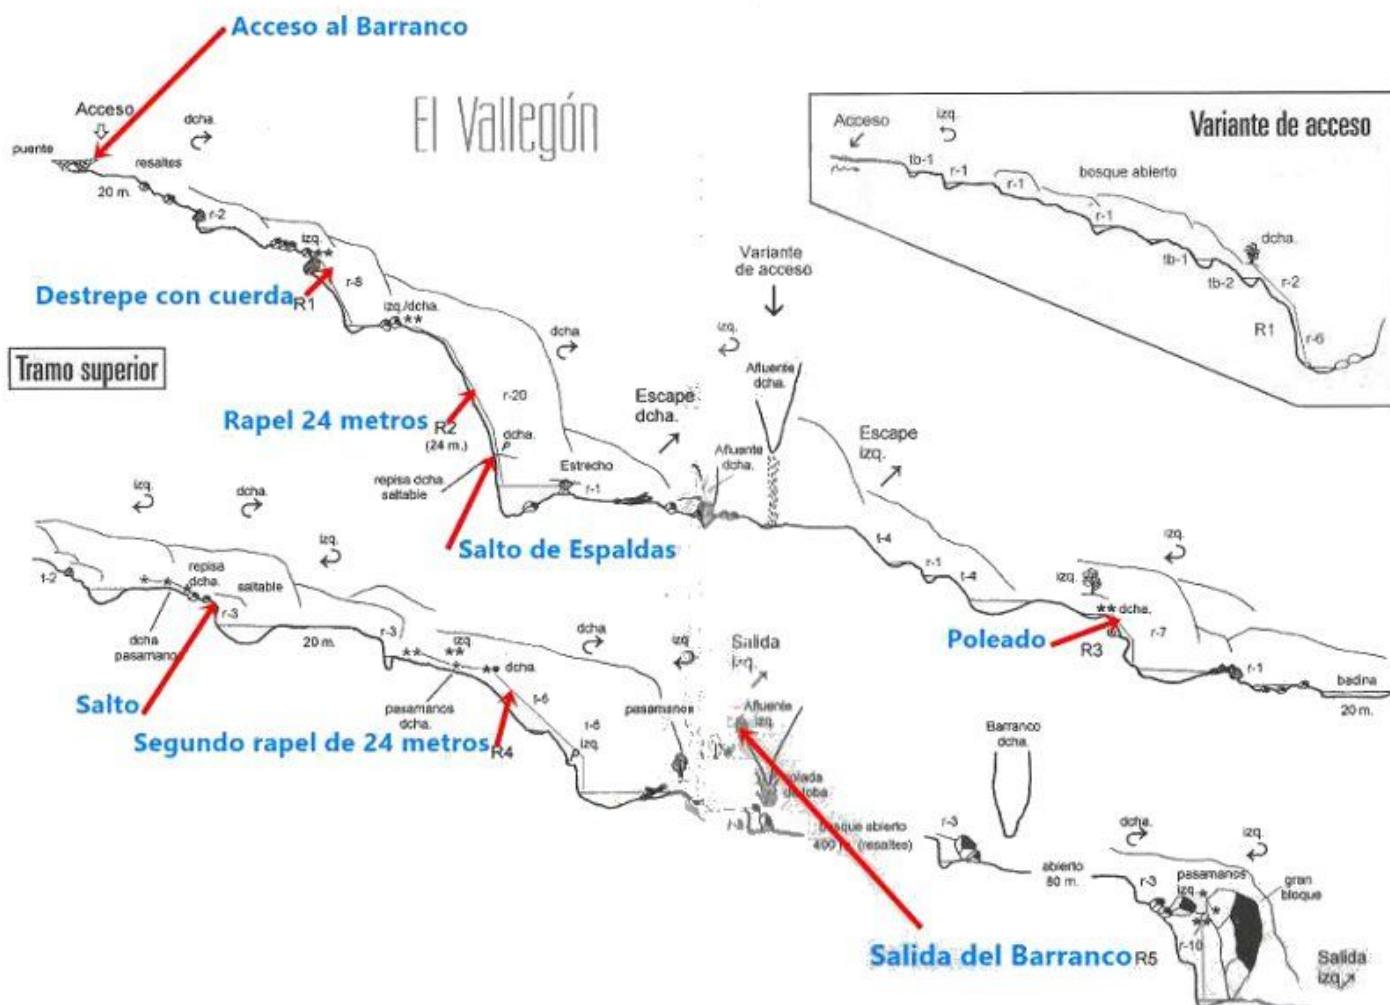 Acceso al Barranco
El Vallegón
Acceso
dcha.
puente
resaltes
20 m.
r-2
izq.
**
Destrepe con cuerda
R1
r-8
izq./dcha.
**
dcha.
Tramo superior
Rapel 24 metros
R2
(24 m.)
r-20
dcha.
repisa dcha.
saltable
Estrecho
r-1
Salto de Espaldas
Escape
dcha.
Afluente
dcha.
izq.
Variante
de acceso
Afluente
dcha.
Escape
izq.
t-4
r-1
t-4
izq.
izq.
** dcha.
Poleado
R3
r-7
r-1
badina
20 m.
Variante de acceso
Acceso
izq.
tb-1
r-1
r-1
bosque abierto
r-1
tb-1
tb-2
dcha.
r-2
R1
r-6
izq.
dcha.
izq.
t-2
repisa
dcha.
saltable
r-3
dcha
pasamano
20 m.
Salto
r-3
izq
**
**
*
**
dcha.
pasamanos
dcha.
Segundo rapel de 24 metros
R4
t-6
r-6
izq.
dcha
izq
pasamanos
Salida
izq.
Afluente
izq.
bosque abierto
(resaltes)
Salida del Barranco
r-3
Barranco
dcha.
abierto
80 m.
dcha.
izq.
r-3
pasamanos
izq.
gran
bloque
**
r-10
R5
Salida
izq.